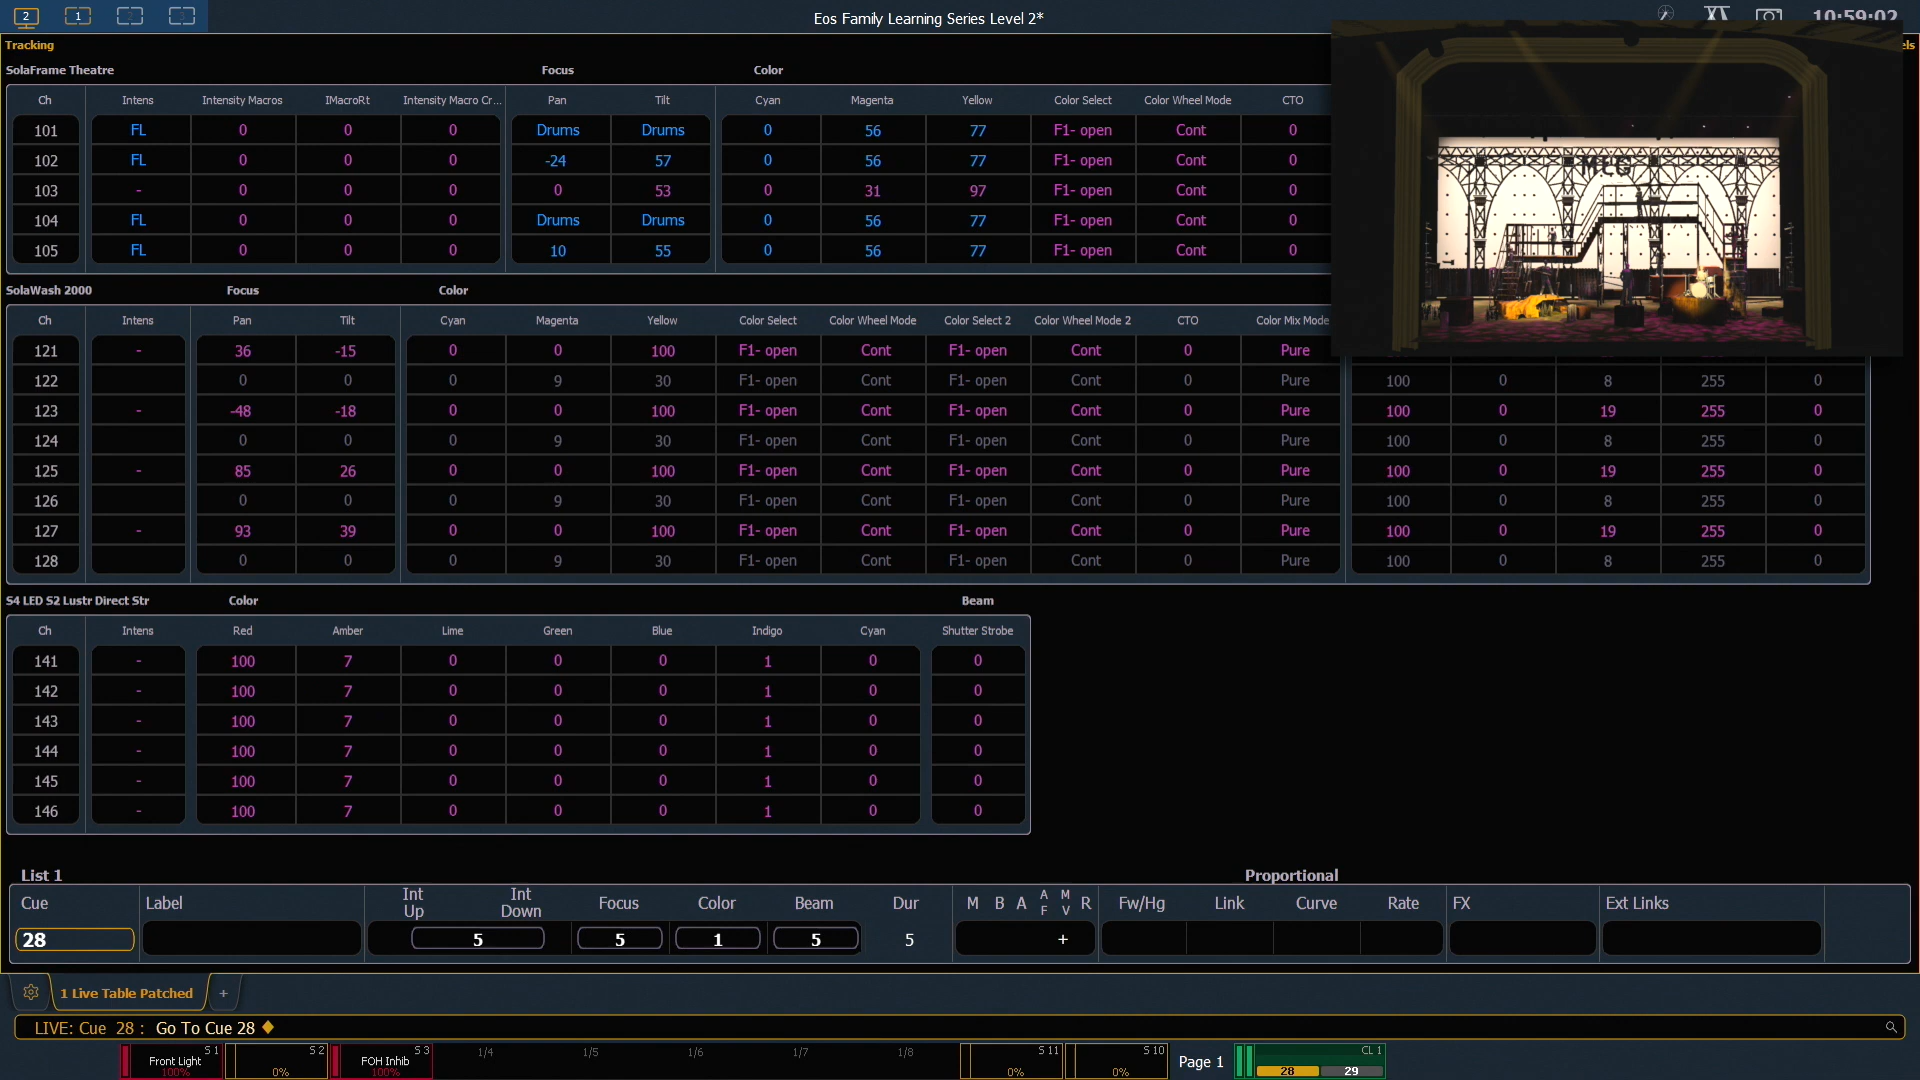 2 1 2 3 Eos Family Learning Series Level 2* 10:59:02
Tracking els
SolaFrame Theatre Focus Color
Ch Intens Intensity Macros IMacroRt Intensity Macro Cr... Pan Tilt Cyan Magenta Yellow Color Select Color Wheel Mode CTO
101 FL 0 0 0 Drums Drums 0 56 77 F1- open Cont 0
102 FL 0 0 0 -24 57 0 56 77 F1- open Cont 0
103 - 0 0 0 0 53 0 31 97 F1- open Cont 0
104 FL 0 0 0 Drums Drums 0 56 77 F1- open Cont 0
105 FL 0 0 0 10 55 0 56 77 F1- open Cont 0
SolaWash 2000 Focus Color
Ch Intens Pan Tilt Cyan Magenta Yellow Color Select Color Wheel Mode Color Select 2 Color Wheel Mode 2 CTO Color Mix Mode
121 - 36 -15 0 0 100 F1- open Cont F1- open Cont 0 Pure
122 0 0 0 9 30 F1- open Cont F1- open Cont 0 Pure 100 0 8 255 0
123 - -48 -18 0 0 100 F1- open Cont F1- open Cont 0 Pure 100 0 19 255 0
124 0 0 0 9 30 F1- open Cont F1- open Cont 0 Pure 100 0 8 255 0
125 - 85 26 0 0 100 F1- open Cont F1- open Cont 0 Pure 100 0 19 255 0
126 0 0 0 9 30 F1- open Cont F1- open Cont 0 Pure 100 0 8 255 0
127 - 93 39 0 0 100 F1- open Cont F1- open Cont 0 Pure 100 0 19 255 0
128 0 0 0 9 30 F1- open Cont F1- open Cont 0 Pure 100 0 8 255 0
S4 LED S2 Lustr Direct Str Color Beam
Ch Intens Red Amber Lime Green Blue Indigo Cyan Shutter Strobe
141 - 100 7 0 0 0 1 0 0
142 - 100 7 0 0 0 1 0 0
143 - 100 7 0 0 0 1 0 0
144 - 100 7 0 0 0 1 0 0
145 - 100 7 0 0 0 1 0 0
146 - 100 7 0 0 0 1 0 0
List 1 Proportional
Cue Label Int Up Int Down Focus Color Beam Dur M B A AF MV R Fw/Hg Link Curve Rate FX Ext Links
28 5 5 1 5 5 +
1 Live Table Patched +
LIVE: Cue 28 : Go To Cue 28
Front Light S 1 100% S 2 0% FOH Inhib S 3 100% 1/4 1/5 1/6 1/7 1/8 S 11 0% S 10 0% Page 1 CL 1 28 29